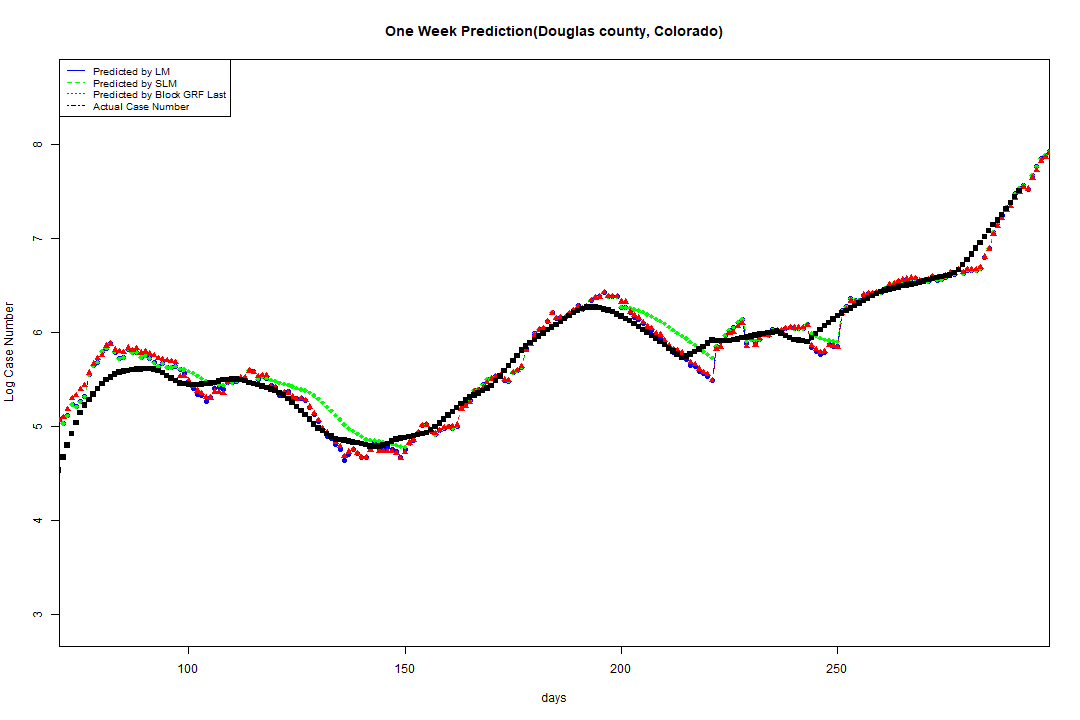 One Week Prediction(Douglas county, Colorado)
Predicted by LM
Predicted by SLM
Predicted by Block GRF Last
Actual Case Number
8
7
6
5
4
3
Log Case Number
100 150 200 250
days